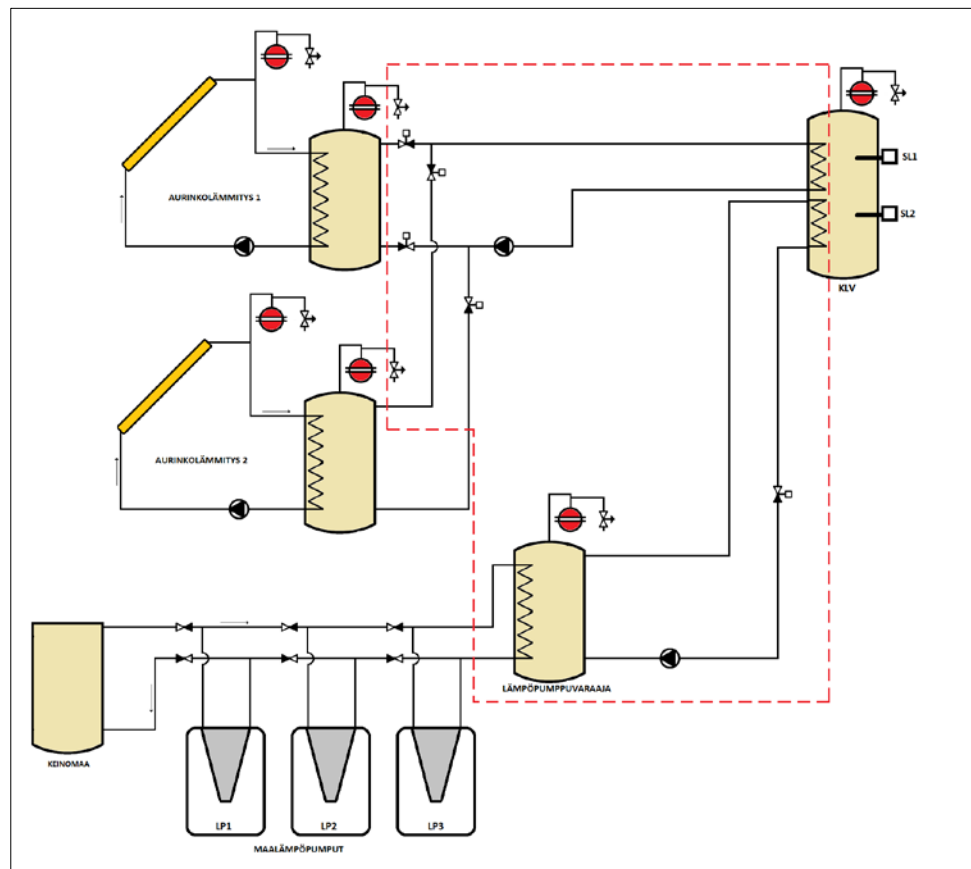 AURINKOLÄMMITYS 1
SL1
SL2
KLV
AURINKOLÄMMITYS 2
LÄMPÖPUMPPUVARAAJA
KEINOMAA
LP1
LP2
LP3
MAALÄMPÖPUMPUT